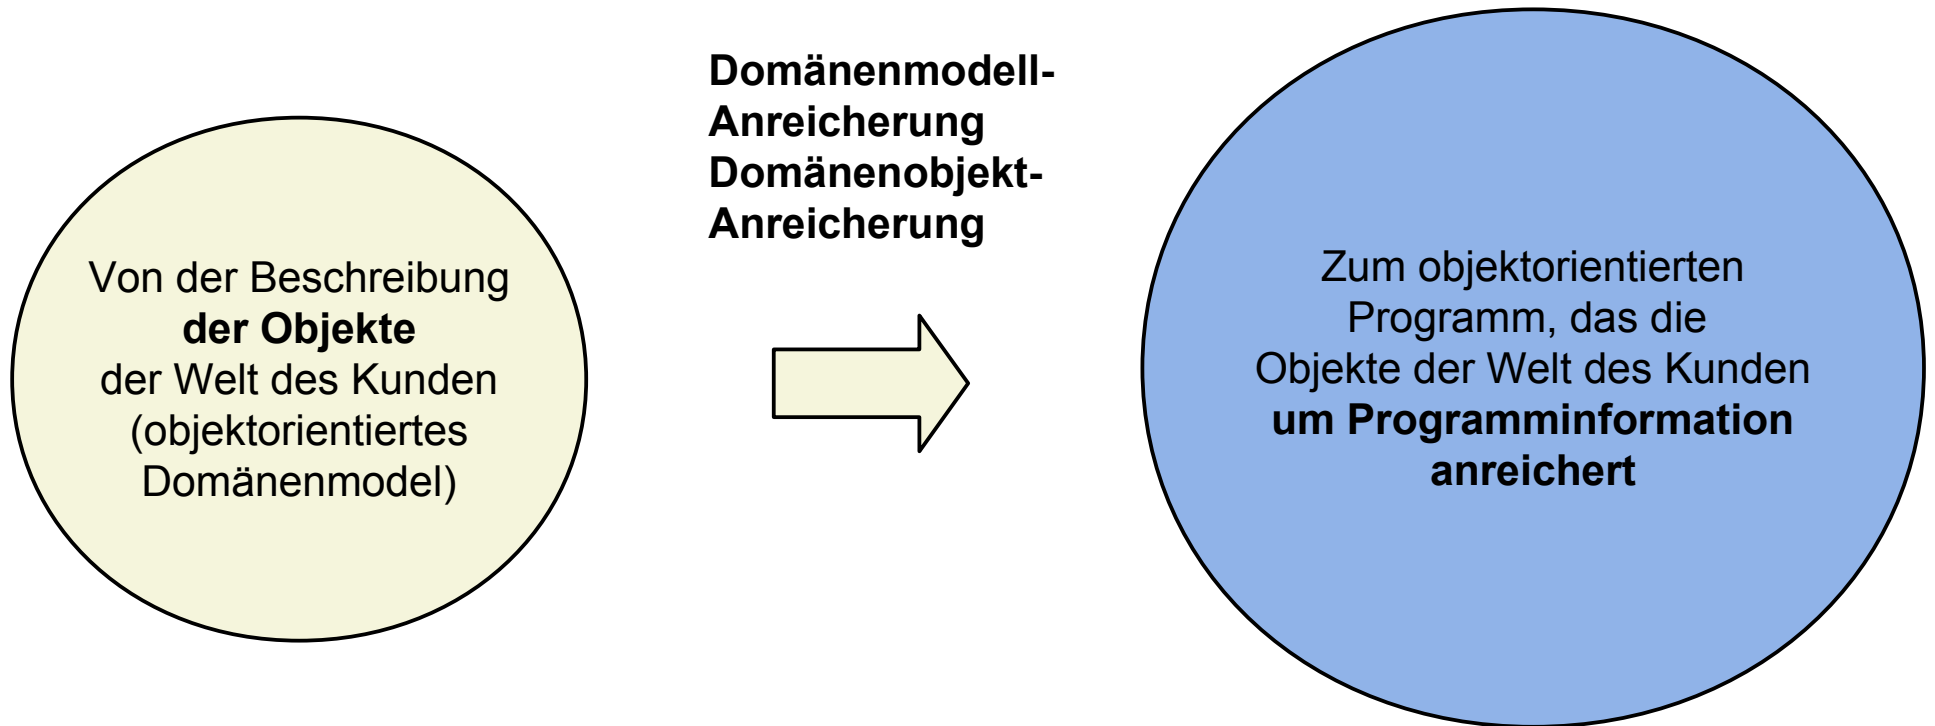 Von der Beschreibung
der Objekte
der Welt des Kunden
(objektorientiertes
Domänenmodel)
Domänenmodell-
Anreicherung
Domänenobjekt-
Anreicherung
Zum objektorientierten
Programm, das die
Objekte der Welt des Kunden
um Programminformation
anreichert